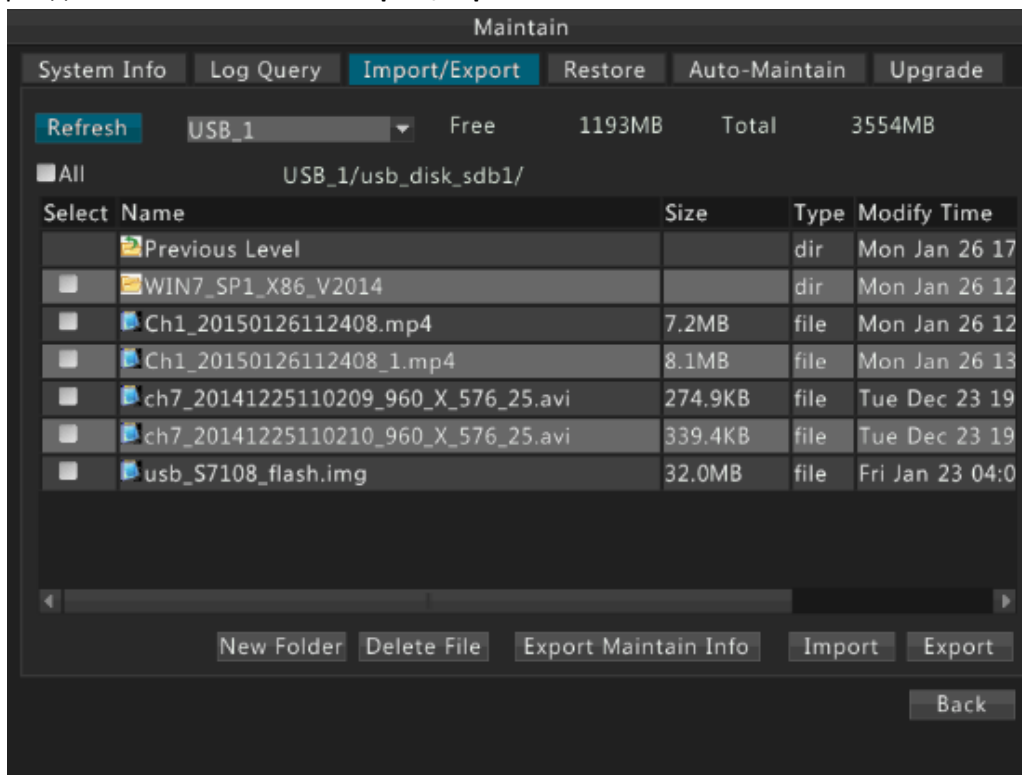 Maintain
System Info Log Query Import/Export Restore Auto-Maintain Upgrade
Refresh USB_1 Free 1193MB Total 3554MB
All USB_1/usb_disk_sdb1/
Select Name Size Type Modify Time
Previous Level dir Mon Jan 26 17
WIN7_SP1_X86_V2014 dir Mon Jan 26 12
Ch1_20150126112408.mp4 7.2MB file Mon Jan 26 12
Ch1_20150126112408_1.mp4 8.1MB file Mon Jan 26 13
ch7_20141225110209_960_X_576_25.avi 274.9KB file Tue Dec 23 19
ch7_20141225110210_960_X_576_25.avi 339.4KB file Tue Dec 23 19
usb_S7108_flash.img 32.0MB file Fri Jan 23 04:0
New Folder Delete File Export Maintain Info Import Export
Back